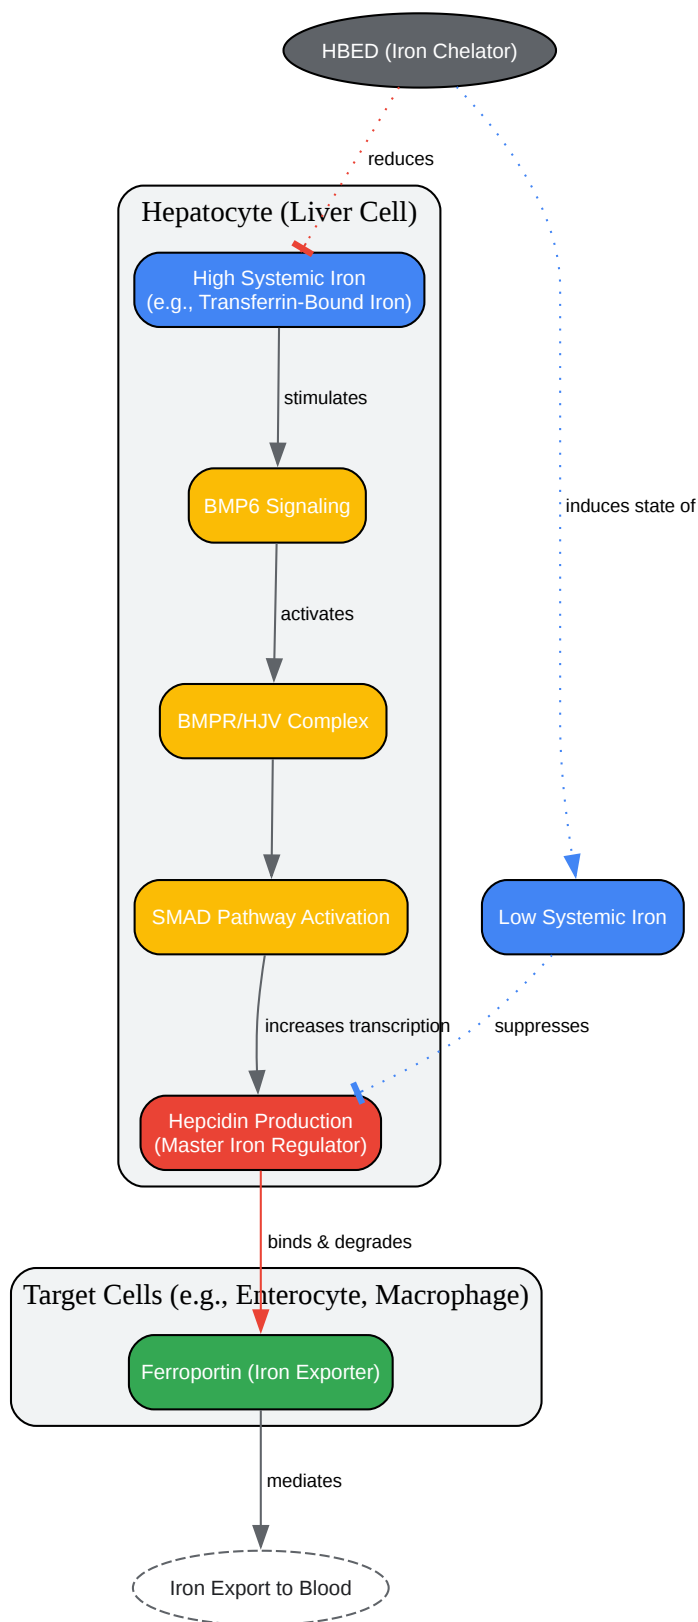 HBED (Iron Chelator)
reduces
Hepatocyte (Liver Cell)
High Systemic Iron
(e.g., Transferrin-Bound Iron)
stimulates
BMP6 Signaling
induces state of
activates
BMPR/HJV Complex
SMAD Pathway Activation
Low Systemic Iron
increases transcription
suppresses
Hepcidin Production
(Master Iron Regulator)
binds & degrades
Target Cells (e.g., Enterocyte, Macrophage)
Ferroportin (Iron Exporter)
mediates
Iron Export to Blood